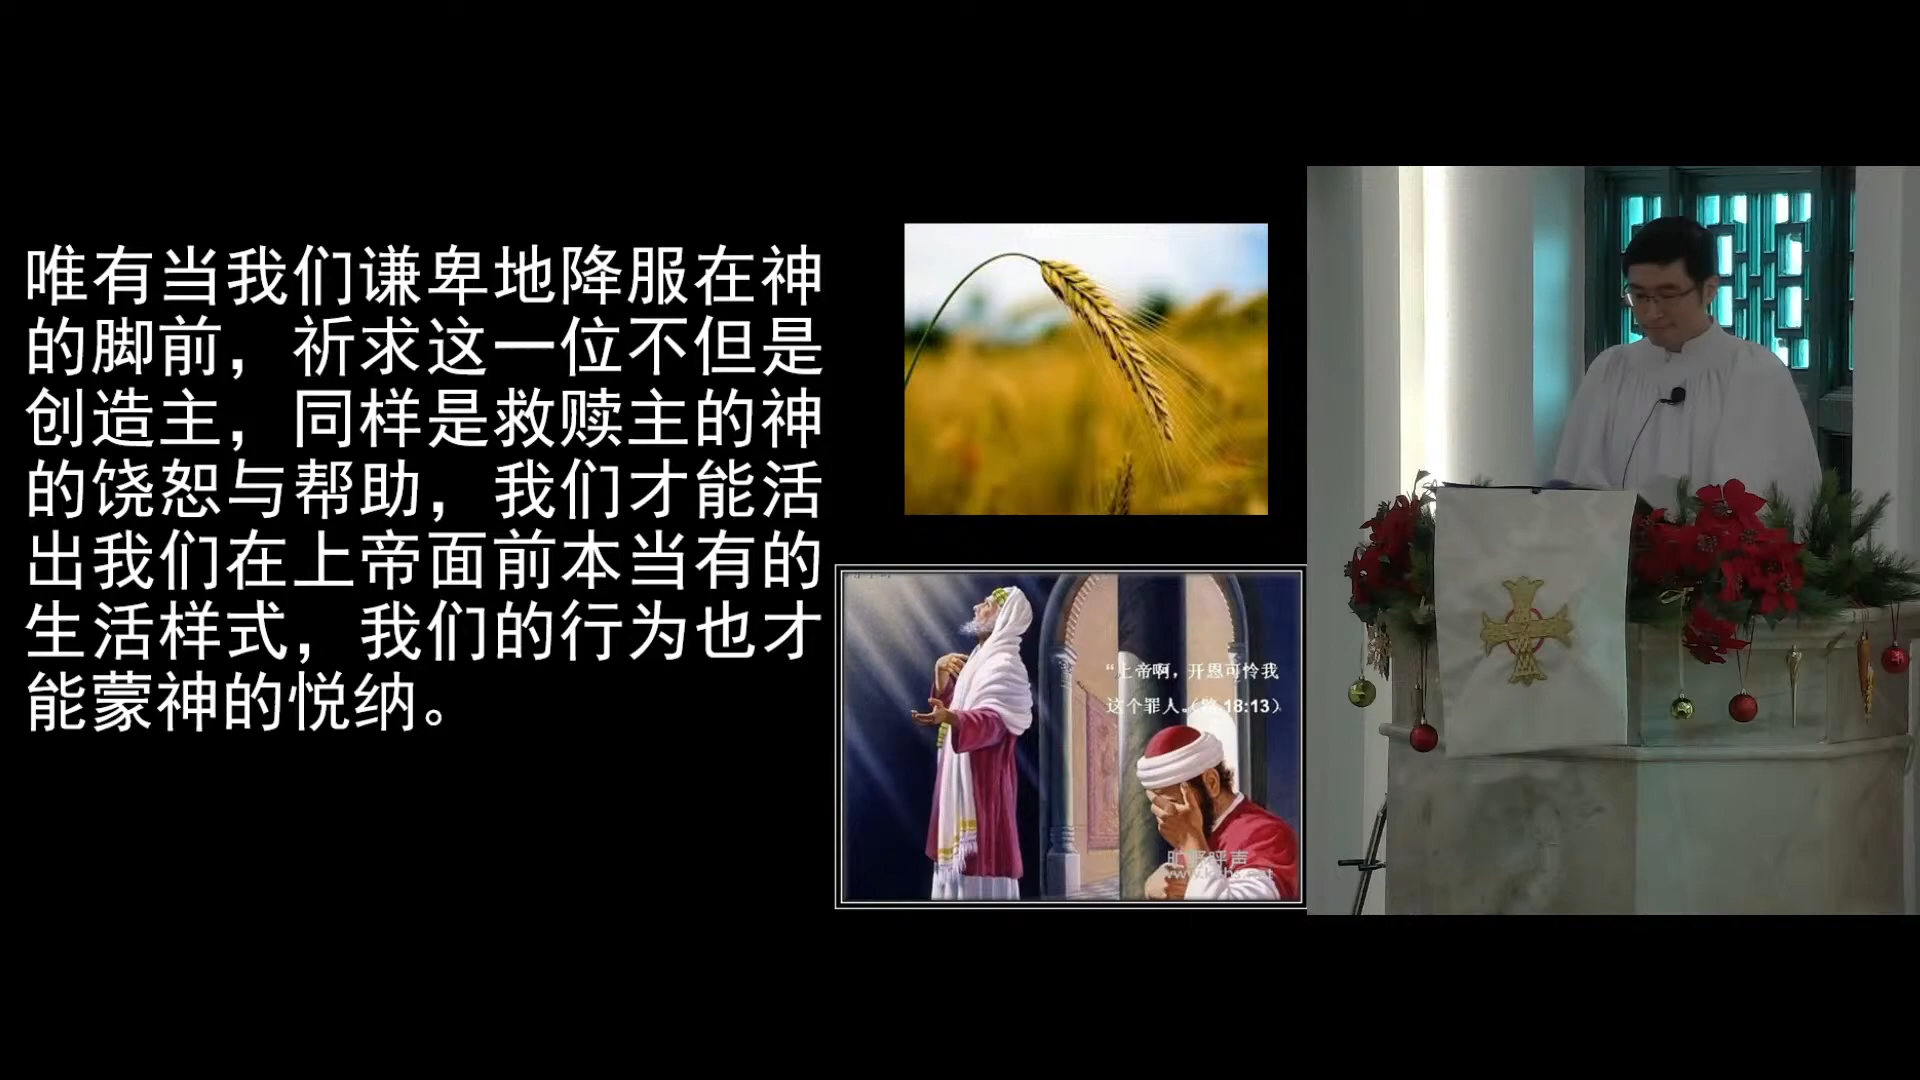 唯有当我们谦卑地降服在神
的脚前，祈求这一位不但是
创造主，同样是救赎主的神
的饶恕与帮助，我们才能活
出我们在上帝面前本当有的
生活样式，我们的行为也才
能蒙神的悦纳。
“上帝啊，开恩可怜我
这个罪人。（路 18:13）
旷野呼声